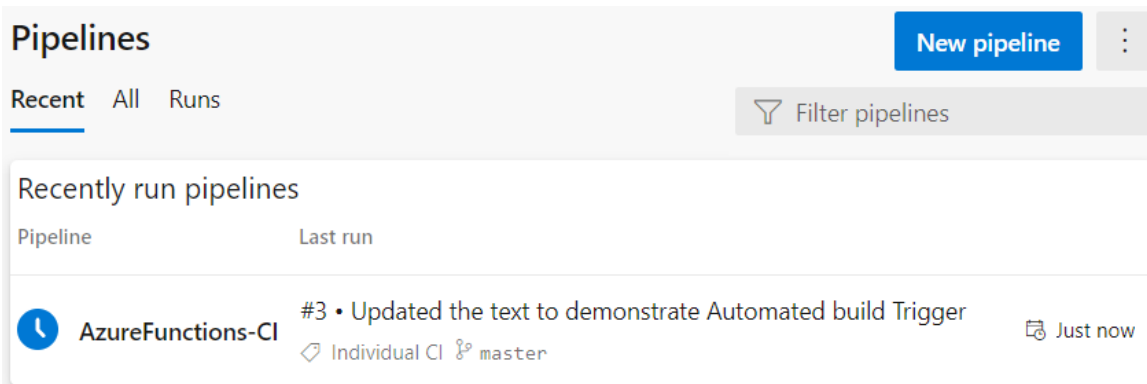 Pipelines
New pipeline
Recent All Runs
Filter pipelines
Recently run pipelines
Pipeline Last run
#3 • Updated the text to demonstrate Automated build Trigger
AzureFunctions-CI
Just now
Individual CI master